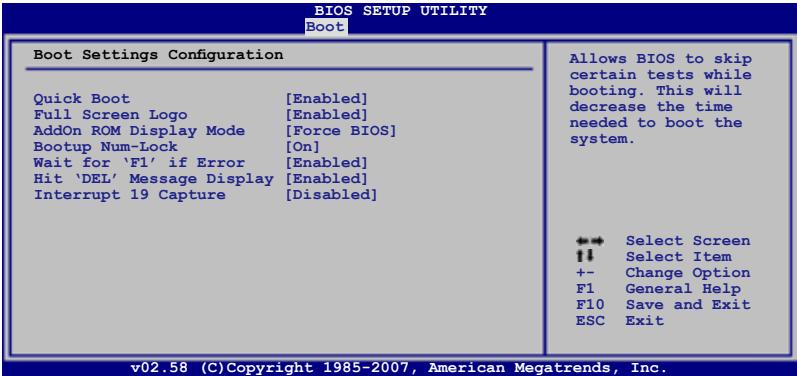 BIOS SETUP UTILITY
Boot
Boot Settings Configuration
Quick Boot [Enabled]
Full Screen Logo [Enabled]
AddOn ROM Display Mode [Force BIOS]
Bootup Num-Lock [On]
Wait for ‘F1’ if Error [Enabled]
Hit ‘DEL’ Message Display [Enabled]
Interrupt 19 Capture [Disabled]
Allows BIOS to skip
certain tests while
booting. This will
decrease the time
needed to boot the
system.
←→ Select Screen
↑↓ Select Item
+- Change Option
F1 General Help
F10 Save and Exit
ESC Exit
v02.58 (C)Copyright 1985-2007, American Megatrends, Inc.